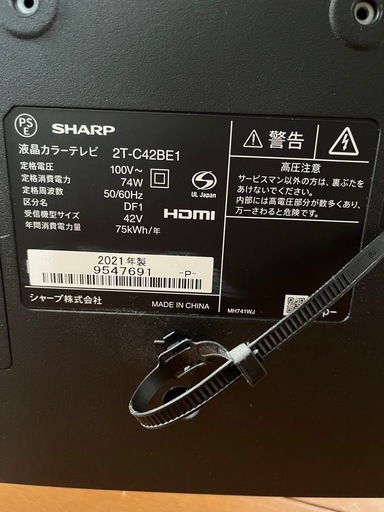 PS
E
SHARP
液晶カラーテレビ 2T-C42BE1
定格電圧 100V~
定格消費電力 74W
定格周波数 50/60Hz
区分名 DF1
受信機型サイズ 42V
年間消費電力量 75kWh/年
S
UL Japan
HDMI
2021年製
9547691 -P-
シャープ株式会社 MADE IN CHINA
警告
高圧注意
サービスマン以外の方は、裏ぶたを
あけないでください。
内部には高電圧部分が数多くあり、
万一さわると危険です。
MH741WJ